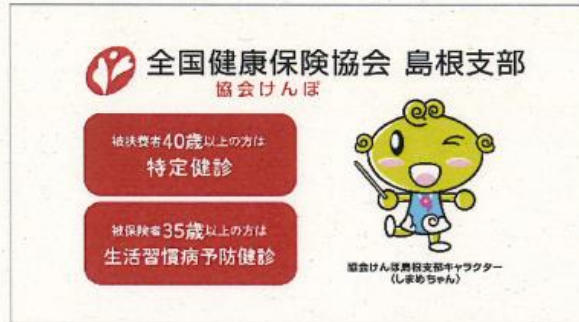 全国健康保険協会 島根支部
協会けんぽ
被扶養者40歳以上の方は
特定健診
被保険者35歳以上の方は
生活習慣病予防健診
協会けんぽ島根支部キャラクター
(しまめちゃん)